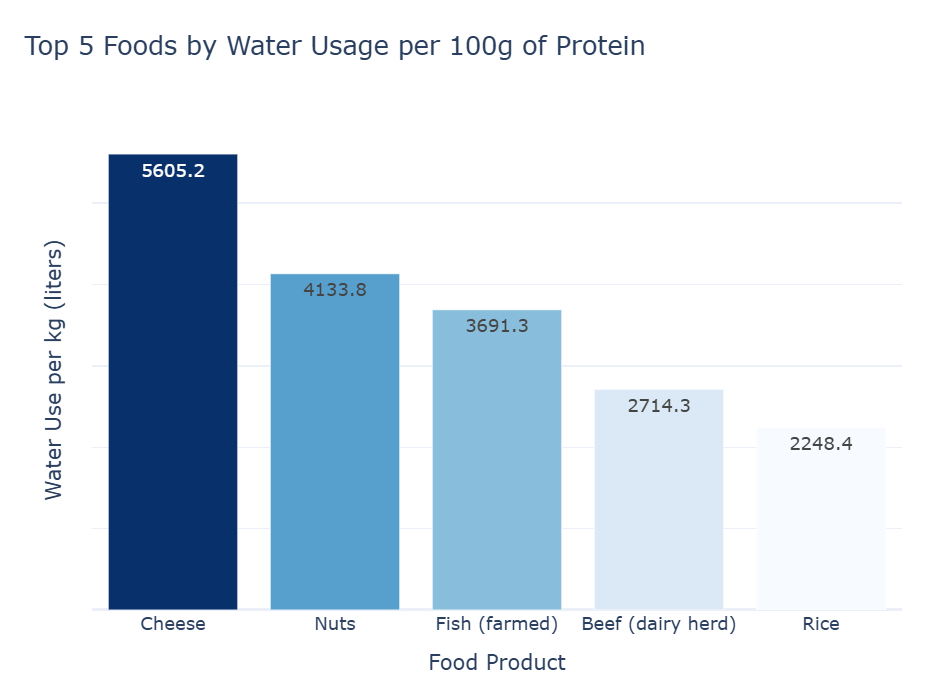 Top 5 Foods by Water Usage per 100g of Protein
Water Use per kg (liters)
5605.2
4133.8
3691.3
2714.3
2248.4
Cheese
Nuts
Fish (farmed)
Beef (dairy herd)
Rice
Food Product